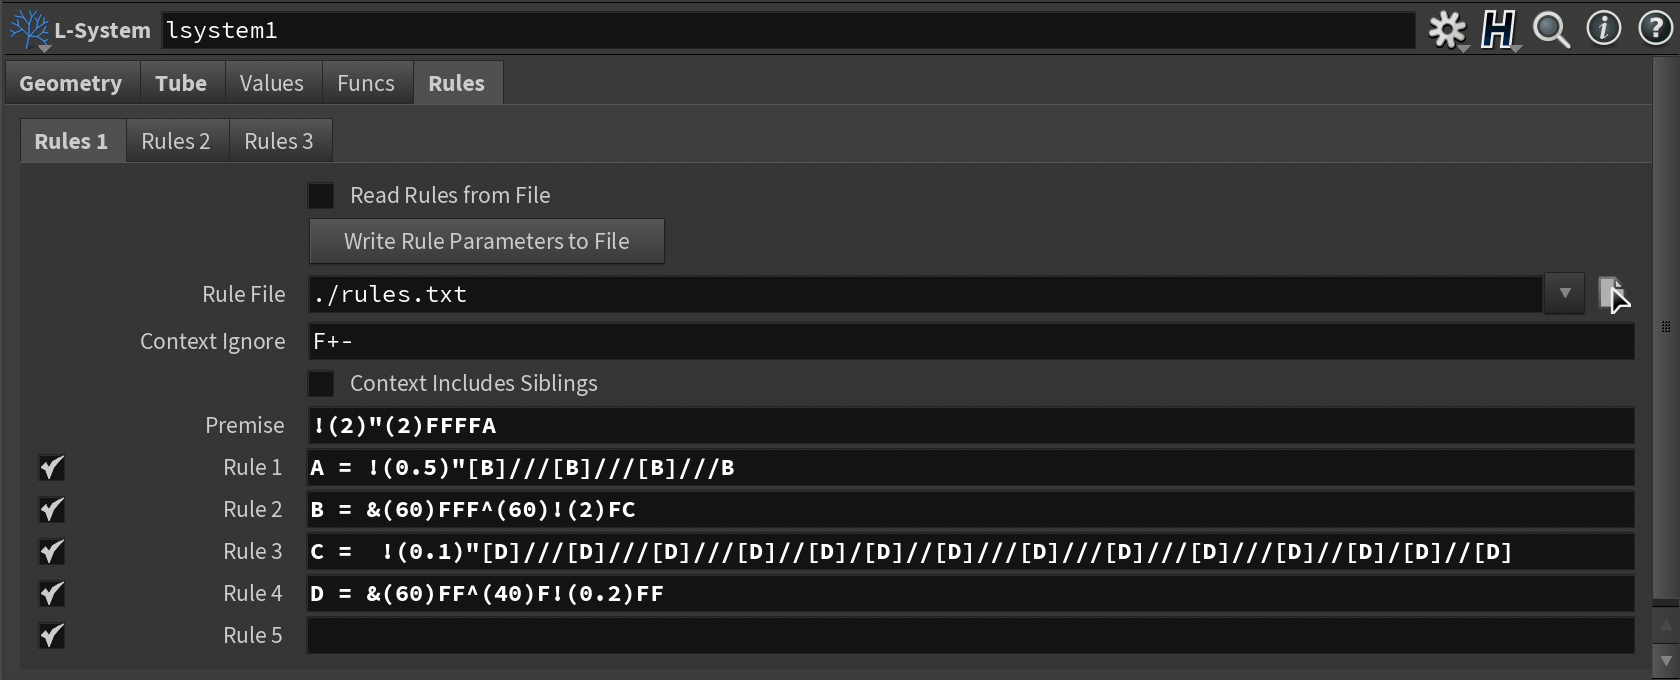 L-System lsystem1
Geometry Tube Values Funcs Rules
Rules 1 Rules 2 Rules 3
Read Rules from File
Write Rule Parameters to File
Rule File ./rules.txt
Context Ignore F+-
Context Includes Siblings
Premise !(2)"(2)FFFFA
Rule 1 A = !(0.5)"[B]///[B]///[B]///B
Rule 2 B = &(60)FFF^(60)!(2)FC
Rule 3 C =  !(0.1)"[D]///[D]///[D]///[D]//[D]/[D]//[D]///[D]///[D]///[D]///[D]//[D]/[D]//[D]
Rule 4 D = &(60)FF^(40)F!(0.2)FF
Rule 5